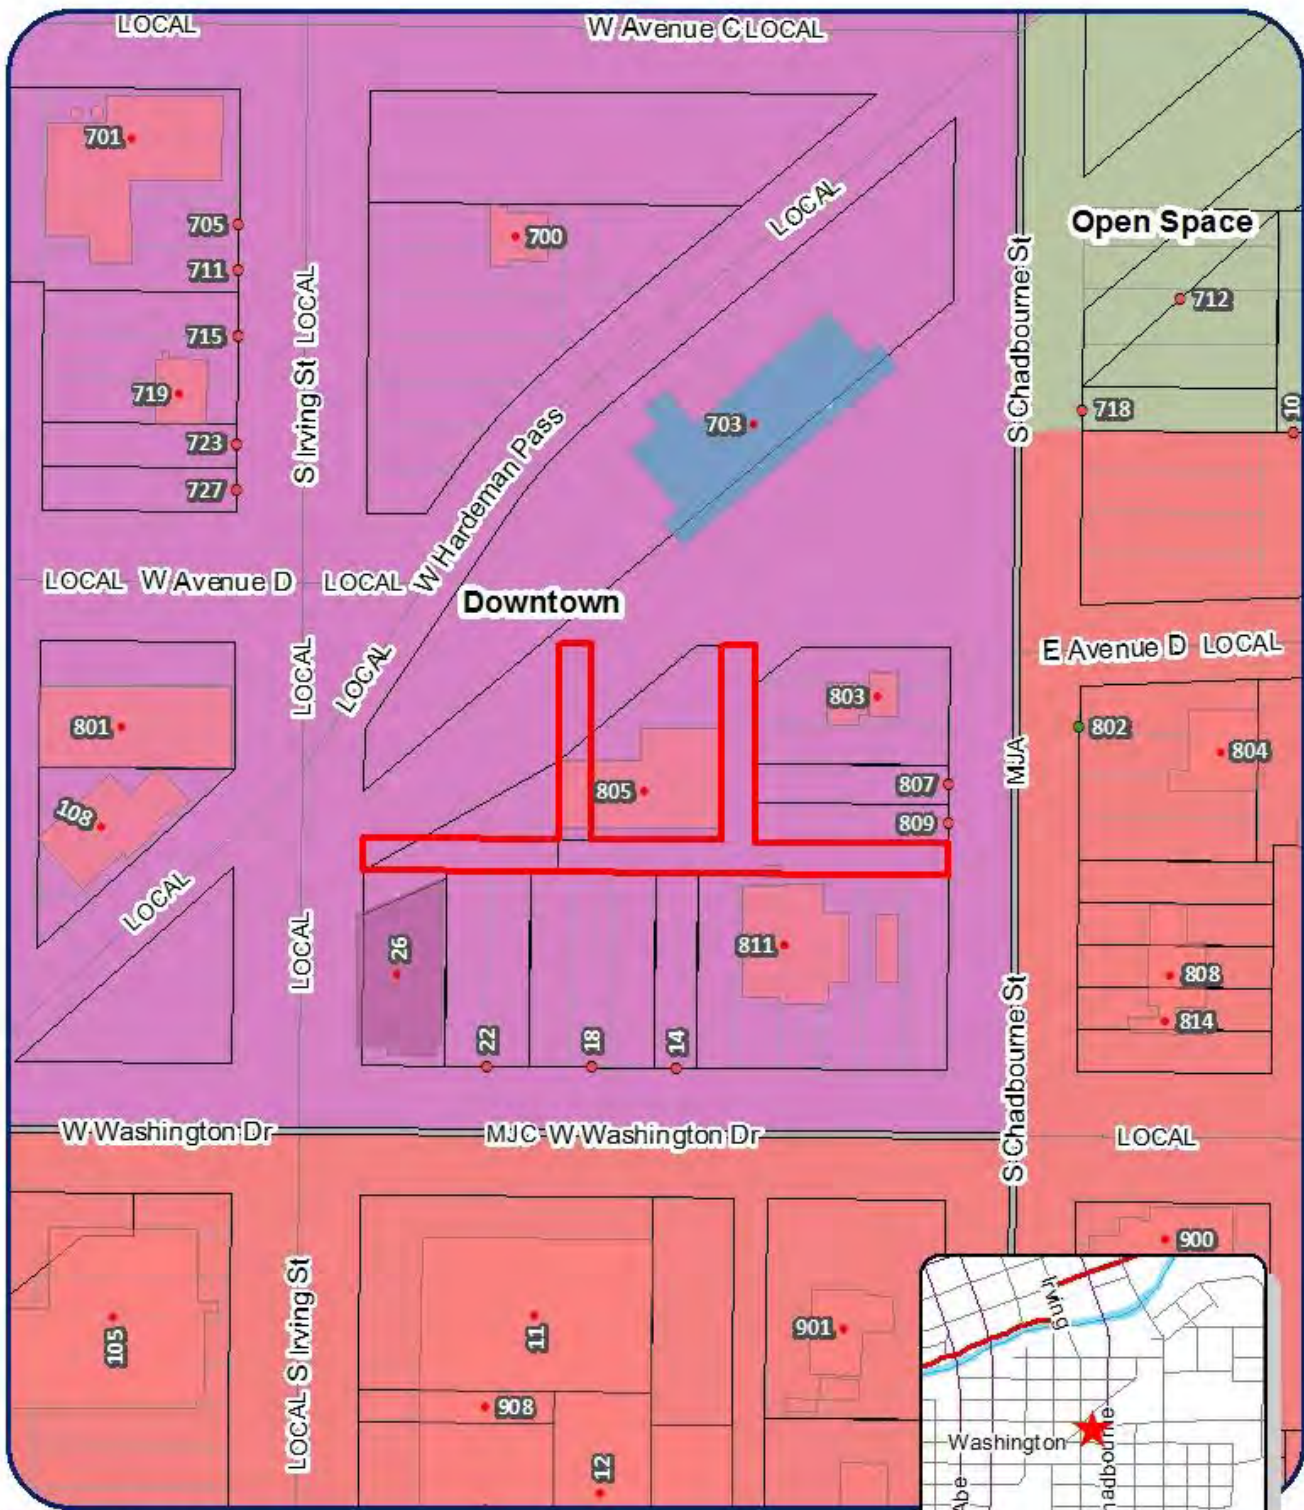 LOCAL
W Avenue C LOCAL
701
705
700
LOCAL
Open Space
711
712
715
S Irving St LOCAL
S Chadbourne St
719
703
718
10
723
727
W Hardeman Pass
LOCAL W Avenue D LOCAL
Downtown
E Avenue D LOCAL
LOCAL
LOCAL
803
801
802
804
MJA
805
807
108
809
LOCAL
LOCAL
26
811
808
814
22
18
14
S Chadbourne St
W Washington Dr
MJC W Washington Dr
LOCAL
900
LOCAL S Irving St
105
11
901
908
12
Irving
Washington
hadbourne
Abe